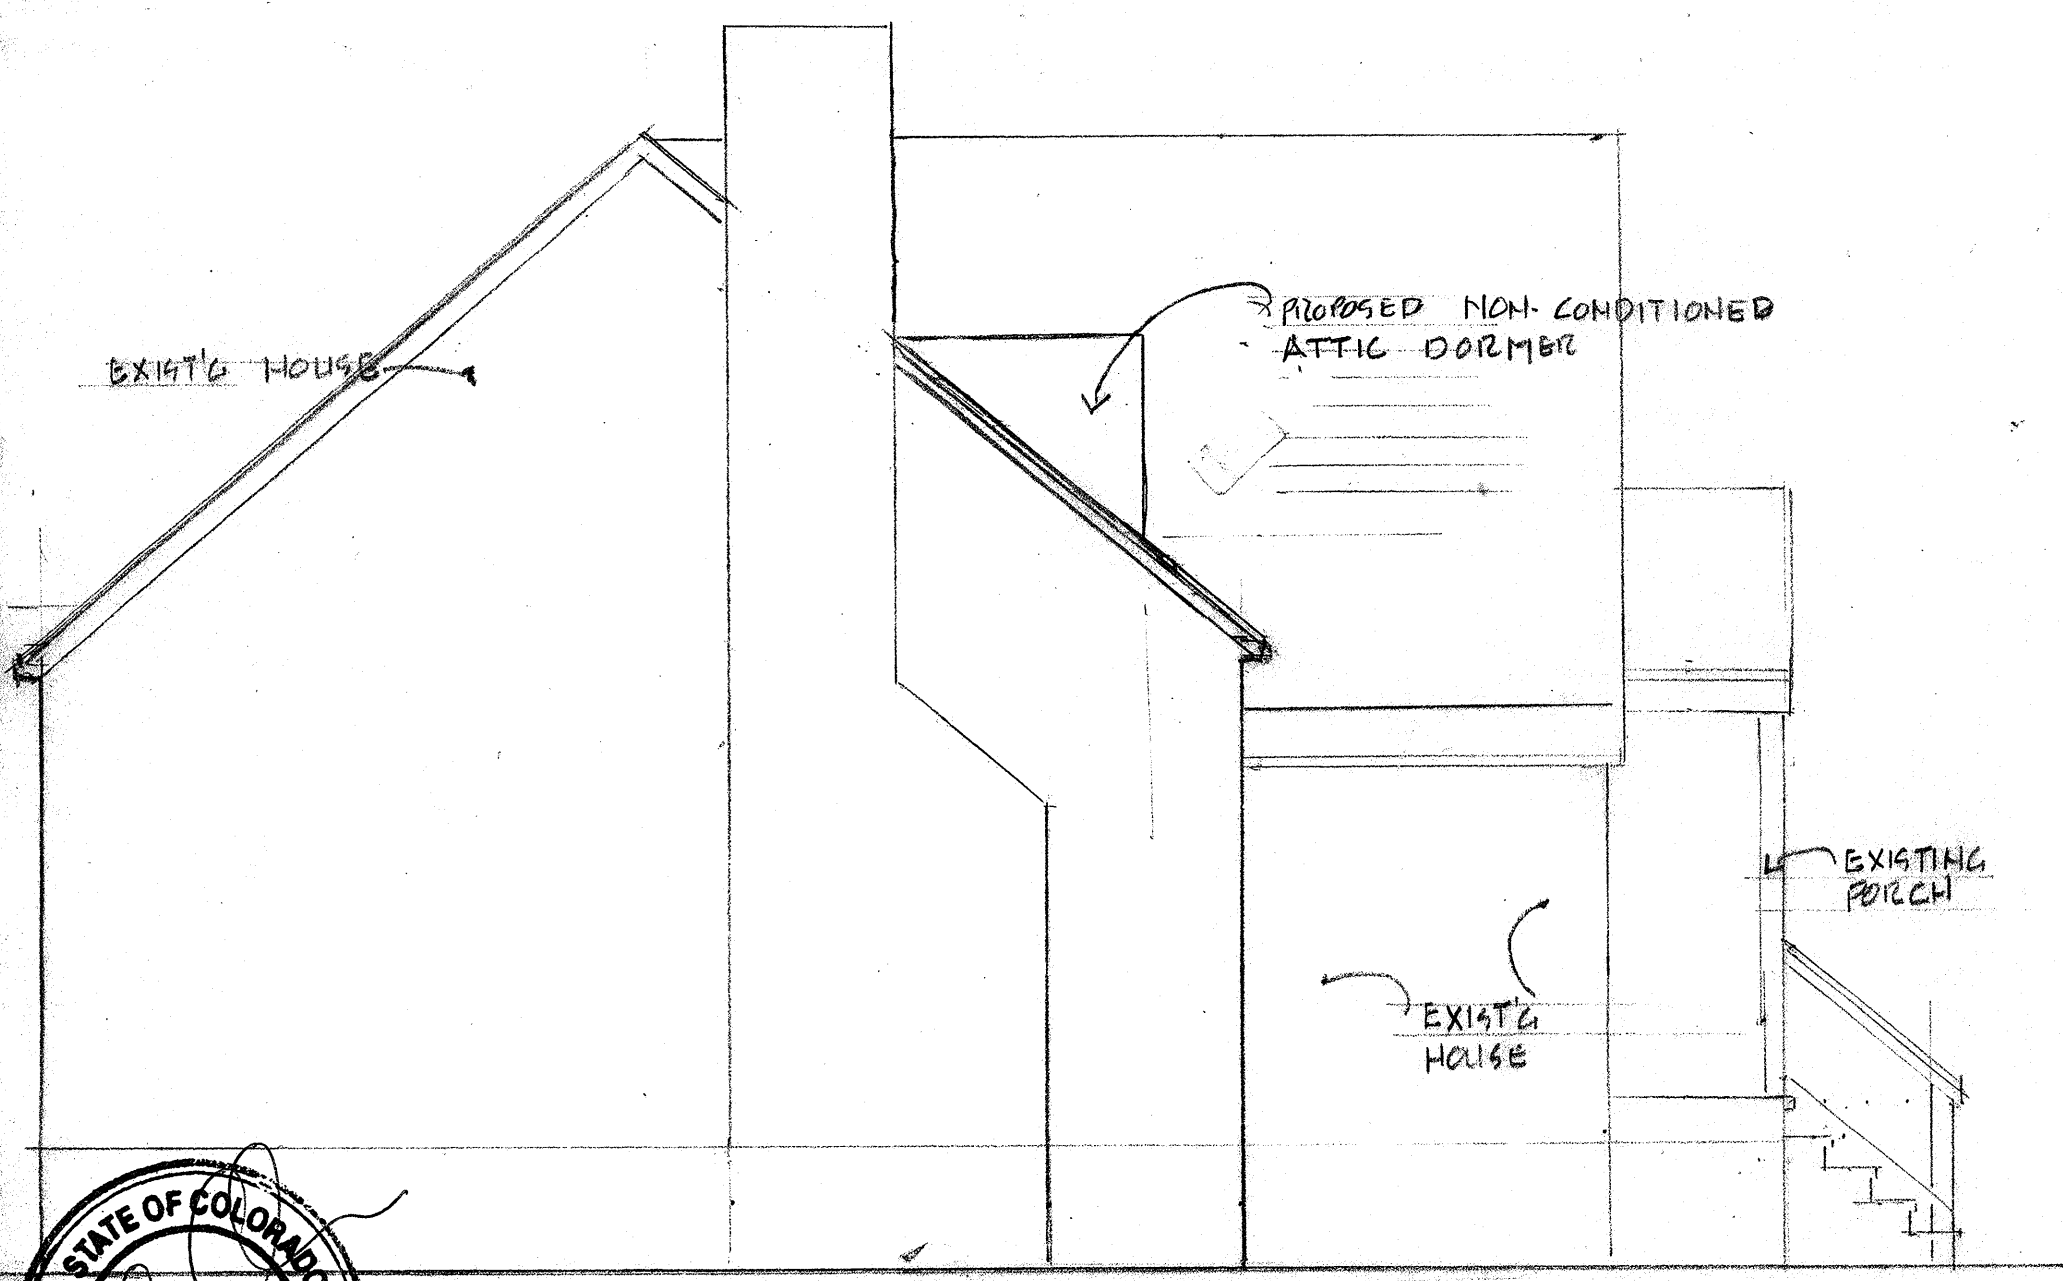 PROPOSED NON-CONDITIONED
ATTIC DORMER
EXIST'G HOUSE
EXISTING
PORCH
EXIST'G
HOUSE
STATE OF COLORADO